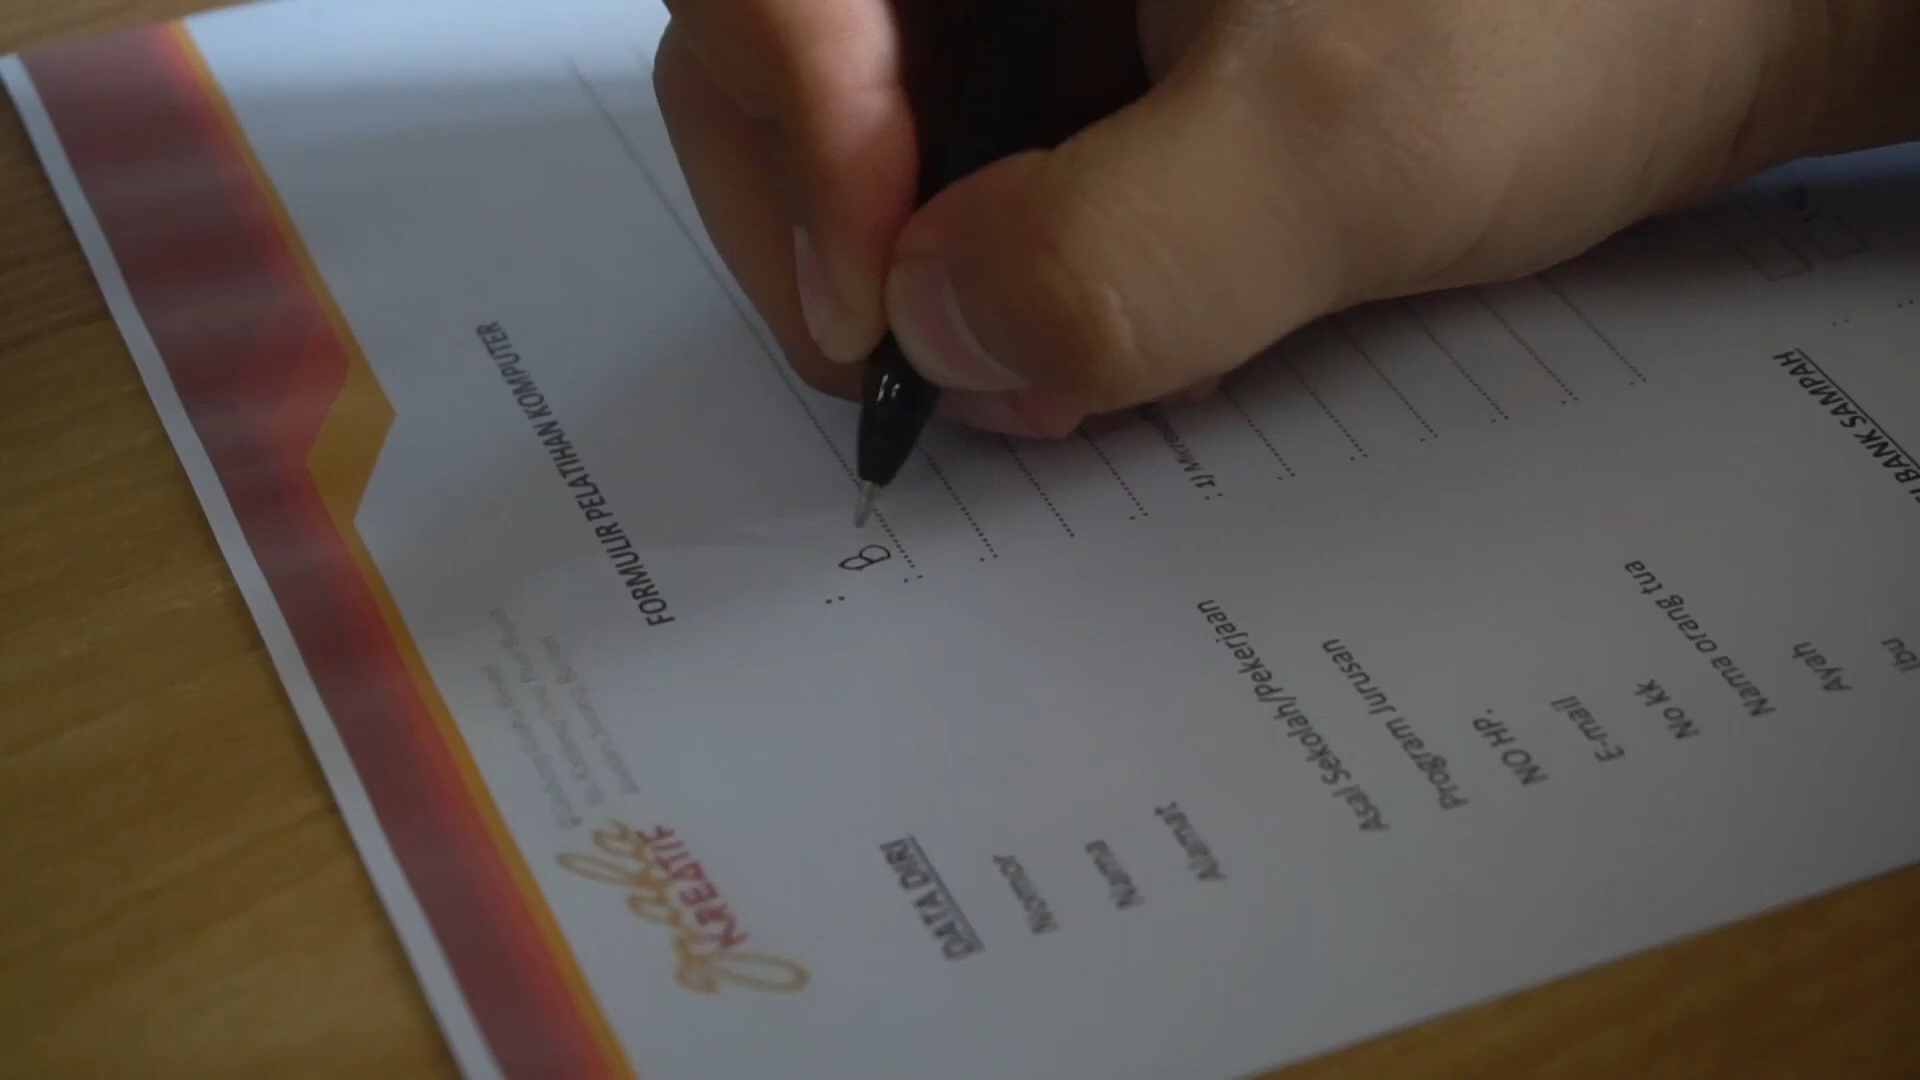 KREATIF
FORMULIR PELATIHAN KOMPUTER
DATA DIRI
Nomor :
: B
Nama :
Alamat :
Asal Sekolah/Pekerjaan :
Program Jurusan : 1)
NO HP. :
E-mail :
No kk :
Nama orang tua :
Ayah :
Ibu :
BANK SAMPAH